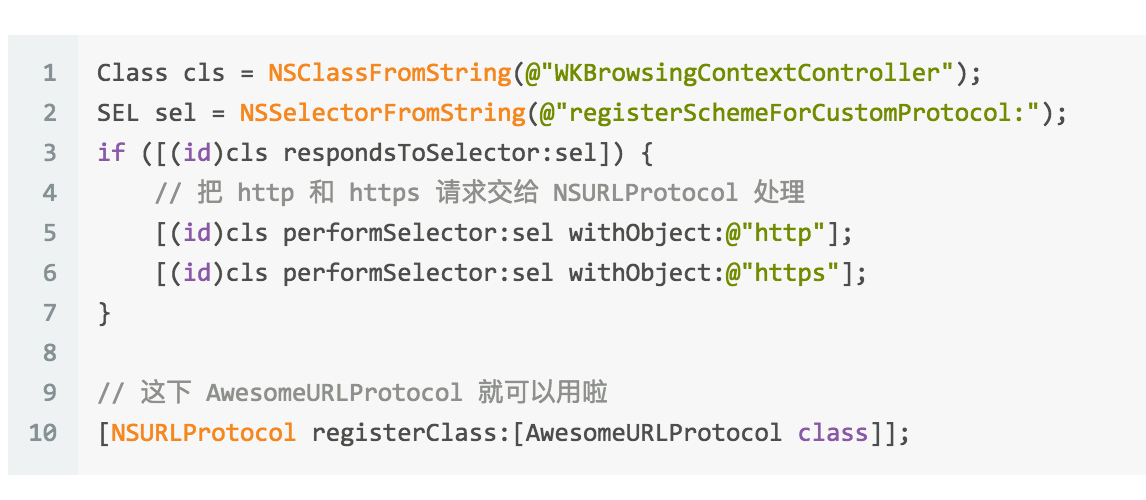 1 Class cls = NSClassFromString(@"WKBrowsingContextController");
2 SEL sel = NSSelectorFromString(@"registerSchemeForCustomProtocol:");
3 if ([(id)cls respondsToSelector:sel]) {
4     // 把 http 和 https 请求交给 NSURLProtocol 处理
5     [(id)cls performSelector:sel withObject:@"http"];
6     [(id)cls performSelector:sel withObject:@"https"];
7 }
8
9 // 这下 AwesomeURLProtocol 就可以用啦
10 [NSURLProtocol registerClass:[AwesomeURLProtocol class]];